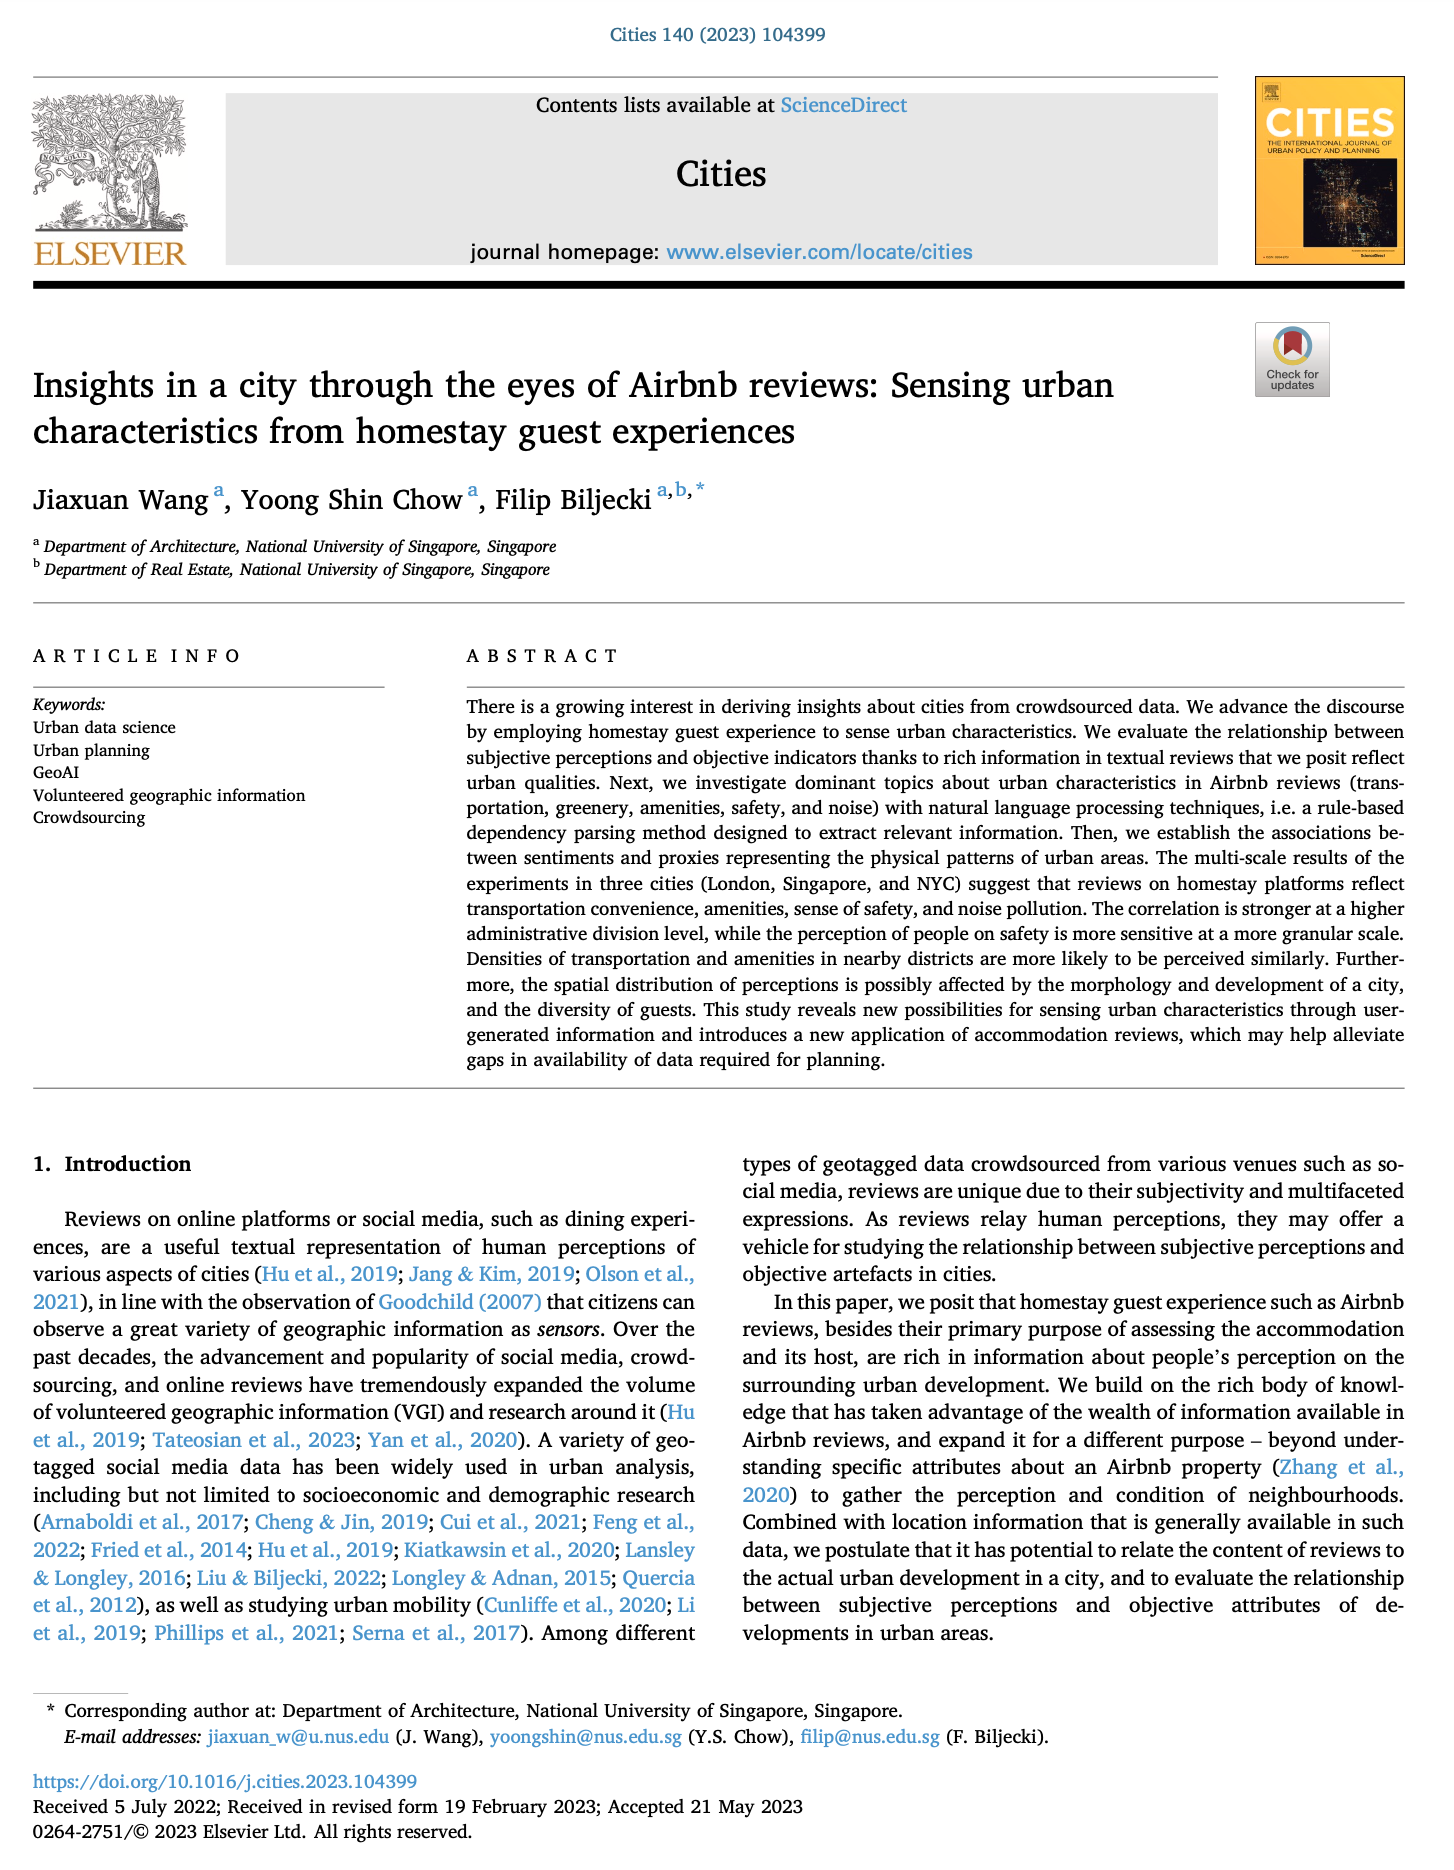 Cities 140 (2023) 104399
Contents lists available at ScienceDirect
Cities
journal homepage: www.elsevier.com/locate/cities
NON SOLUS
ELSEVIER
CITIES
THE INTERNATIONAL JOURNAL OF
URBAN POLICY AND PLANNING
ScienceDirect
Check for
updates
Insights in a city through the eyes of Airbnb reviews: Sensing urban
characteristics from homestay guest experiences
Jiaxuan Wang a, Yoong Shin Chow a, Filip Biljecki a,b,*
a Department of Architecture, National University of Singapore, Singapore
b Department of Real Estate, National University of Singapore, Singapore
ARTICLE INFO
Keywords:
Urban data science
Urban planning
GeoAI
Volunteered geographic information
Crowdsourcing
ABSTRACT
There is a growing interest in deriving insights about cities from crowdsourced data. We advance the discourse
by employing homestay guest experience to sense urban characteristics. We evaluate the relationship between
subjective perceptions and objective indicators thanks to rich information in textual reviews that we posit reflect
urban qualities. Next, we investigate dominant topics about urban characteristics in Airbnb reviews (trans-
portation, greenery, amenities, safety, and noise) with natural language processing techniques, i.e. a rule-based
dependency parsing method designed to extract relevant information. Then, we establish the associations be-
tween sentiments and proxies representing the physical patterns of urban areas. The multi-scale results of the
experiments in three cities (London, Singapore, and NYC) suggest that reviews on homestay platforms reflect
transportation convenience, amenities, sense of safety, and noise pollution. The correlation is stronger at a higher
administrative division level, while the perception of people on safety is more sensitive at a more granular scale.
Densities of transportation and amenities in nearby districts are more likely to be perceived similarly. Further-
more, the spatial distribution of perceptions is possibly affected by the morphology and development of a city,
and the diversity of guests. This study reveals new possibilities for sensing urban characteristics through user-
generated information and introduces a new application of accommodation reviews, which may help alleviate
gaps in availability of data required for planning.
1. Introduction
Reviews on online platforms or social media, such as dining experi-
ences, are a useful textual representation of human perceptions of
various aspects of cities (Hu et al., 2019; Jang & Kim, 2019; Olson et al.,
2021), in line with the observation of Goodchild (2007) that citizens can
observe a great variety of geographic information as sensors. Over the
past decades, the advancement and popularity of social media, crowd-
sourcing, and online reviews have tremendously expanded the volume
of volunteered geographic information (VGI) and research around it (Hu
et al., 2019; Tateosian et al., 2023; Yan et al., 2020). A variety of geo-
tagged social media data has been widely used in urban analysis,
including but not limited to socioeconomic and demographic research
(Arnaboldi et al., 2017; Cheng & Jin, 2019; Cui et al., 2021; Feng et al.,
2022; Fried et al., 2014; Hu et al., 2019; Kiatkawsin et al., 2020; Lansley
& Longley, 2016; Liu & Biljecki, 2022; Longley & Adnan, 2015; Quercia
et al., 2012), as well as studying urban mobility (Cunliffe et al., 2020; Li
et al., 2019; Phillips et al., 2021; Serna et al., 2017). Among different
types of geotagged data crowdsourced from various venues such as so-
cial media, reviews are unique due to their subjectivity and multifaceted
expressions. As reviews relay human perceptions, they may offer a
vehicle for studying the relationship between subjective perceptions and
objective artefacts in cities.
In this paper, we posit that homestay guest experience such as Airbnb
reviews, besides their primary purpose of assessing the accommodation
and its host, are rich in information about people's perception on the
surrounding urban development. We build on the rich body of knowl-
edge that has taken advantage of the wealth of information available in
Airbnb reviews, and expand it for a different purpose – beyond under-
standing specific attributes about an Airbnb property (Zhang et al.,
2020) to gather the perception and condition of neighbourhoods.
Combined with location information that is generally available in such
data, we postulate that it has potential to relate the content of reviews to
the actual urban development in a city, and to evaluate the relationship
between subjective perceptions and objective attributes of de-
velopments in urban areas.
* Corresponding author at: Department of Architecture, National University of Singapore, Singapore.
E-mail addresses: jiaxuan_w@u.nus.edu (J. Wang), yoongshin@nus.edu.sg (Y.S. Chow), filip@nus.edu.sg (F. Biljecki).
https://doi.org/10.1016/j.cities.2023.104399
Received 5 July 2022; Received in revised form 19 February 2023; Accepted 21 May 2023
0264-2751/© 2023 Elsevier Ltd. All rights reserved.